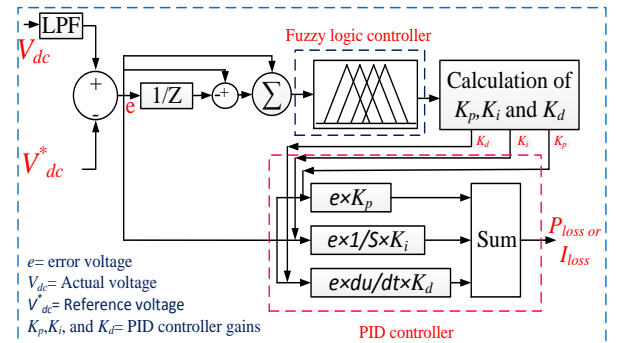 LPF
Fuzzy logic controller
V_dc
+
-
e
1/Z
-+
∑
Calculation of
K_p,K_i and K_d
V*_dc
K_d
K_i
K_p
e×K_p
e×1/S×K_i
e×du/dt×K_d
Sum
P_loss or
I_loss
e= error voltage
V_dc= Actual voltage
V*_dc= Reference voltage
K_p,K_i, and K_d= PID controller gains
PID controller